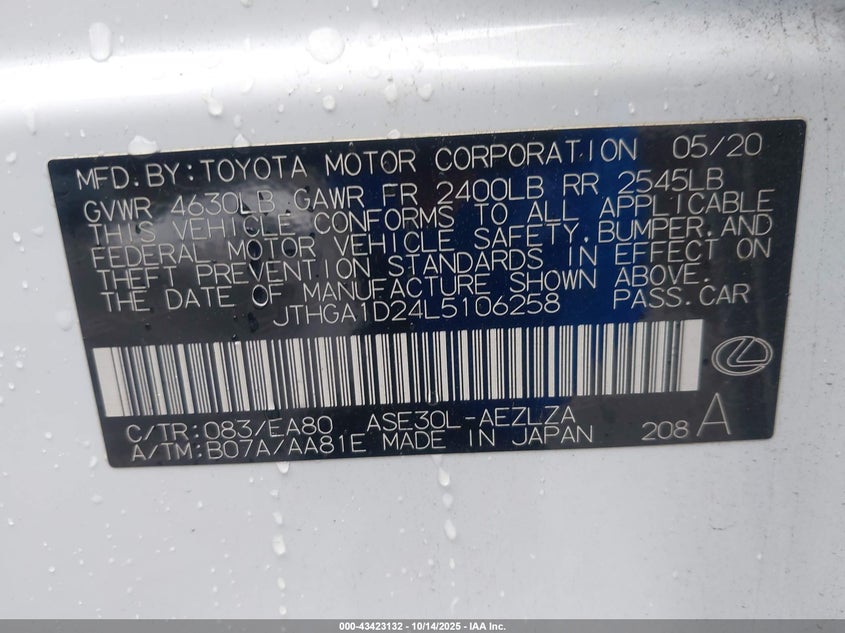 MFD.BY:TOYOTA MOTOR CORPORATION 05/20
GVWR 4630LB GAWR FR 2400LB RR 2545LB
THIS VEHICLE CONFORMS TO ALL APPLICABLE
FEDERAL MOTOR VEHICLE SAFETY,BUMPER,AND
THEFT PREVENTION STANDARDS IN EFFECT ON
THE DATE OF MANUFACTURE SHOWN ABOVE.
JTHGA1D24L5106258 PASS.CAR
C/TR:083/EA80 ASE30L-AEZLZA
A/TM:B07A/AA81E MADE IN JAPAN 208 A
000-43423132 - 10/14/2025 - IAA Inc.